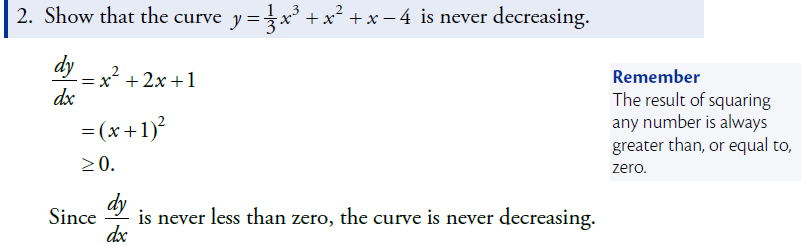 2. Show that the curve y = 1/3 x³ + x² + x − 4 is never decreasing.
dy/dx = x² + 2x + 1
= (x + 1)²
≥ 0.
Since dy/dx is never less than zero, the curve is never decreasing.
Remember
The result of squaring
any number is always
greater than, or equal to,
zero.